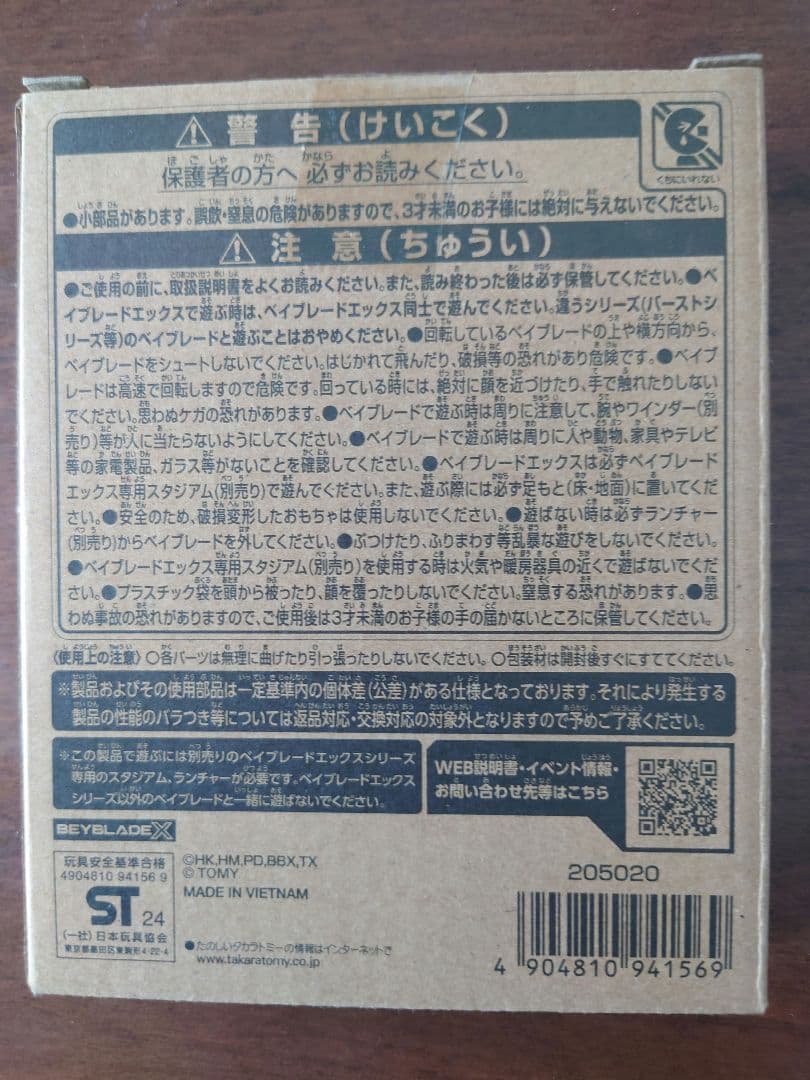 警告(けいこく)
保護者の方へ 必ずお読みください。
くちにいれない
●小部品があります。誤飲・窒息の危険がありますので、3才未満のお子様には絶対に与えないでください。
注意(ちゅうい)
●ご使用の前に、取扱説明書をよくお読みください。また、読み終わった後は必ず保管してください。●ベ
イブレードエックスで遊ぶ時は、ベイブレードエックス同士で遊んでください。違うシリーズ(バーストシ
リーズ等)のベイブレードと遊ぶことはおやめください。●回転しているベイブレードの上や横方向から、
ベイブレードをシュートしないでください。はじかれて飛んだり、破損等の恐れがあり危険です。●ベイブ
レードは高速で回転しますので危険です。回っている時には、絶対に顔を近づけたり、手で触れたりしない
でください。思わぬケガの恐れがあります。●ベイブレードで遊ぶ時は周りに注意して、腕やワインダー(別
売り)等が人に当たらないようにしてください。●ベイブレードで遊ぶ時は周りに人や動物、家具やテレビ
等の家電製品、ガラス等がないことを確認してください。●ベイブレードエックスは必ずベイブレード
エックス専用スタジアム(別売り)で遊んでください。また、遊ぶ際には必ず足もと(床・地面)に置いてくだ
さい。●安全のため、破損変形したおもちゃは使用しないでください。●遊ばない時は必ずランチャー
(別売り)からベイブレードを外してください。●ぶつけたり、ふりまわす等乱暴な遊びをしないでください。
●ベイブレードエックス専用スタジアム(別売り)を使用する時は火気や暖房器具の近くで遊ばないでくだ
さい。●プラスチック袋を頭から被ったり、顔を覆ったりしないでください。窒息する恐れがあります。●思
わぬ事故の恐れがありますので、ご使用後は3才未満のお子様の手の届かないところに保管してください。
〈使用上の注意〉○各パーツは無理に曲げたり引っ張ったりしないでください。○包装材は開封後すぐにすててください。
※製品およびその使用部品は一定基準内の個体差(公差)がある仕様となっております。それにより発生する
製品の性能のバラつき等については返品対応・交換対応の対象外となりますので予めご了承ください。
※この製品で遊ぶには別売りのベイブレードエックスシリーズ
専用のスタジアム、ランチャーが必要です。ベイブレードエックス
シリーズ以外のベイブレードと一緒に遊ばないでください。
WEB説明書・イベント情報・
お問い合わせ先等はこちら
BEYBLADE X
玩具安全基準合格
4904810 94156 9
ST 24
(一社)日本玩具協会
東京都墨田区東駒形4-22-4
©HK,HM,PD,BBX,TX
© TOMY
MADE IN VIETNAM
●たのしいタカラトミーの情報はインターネットで
www.takaratomy.co.jp
205020
4 904810 941569